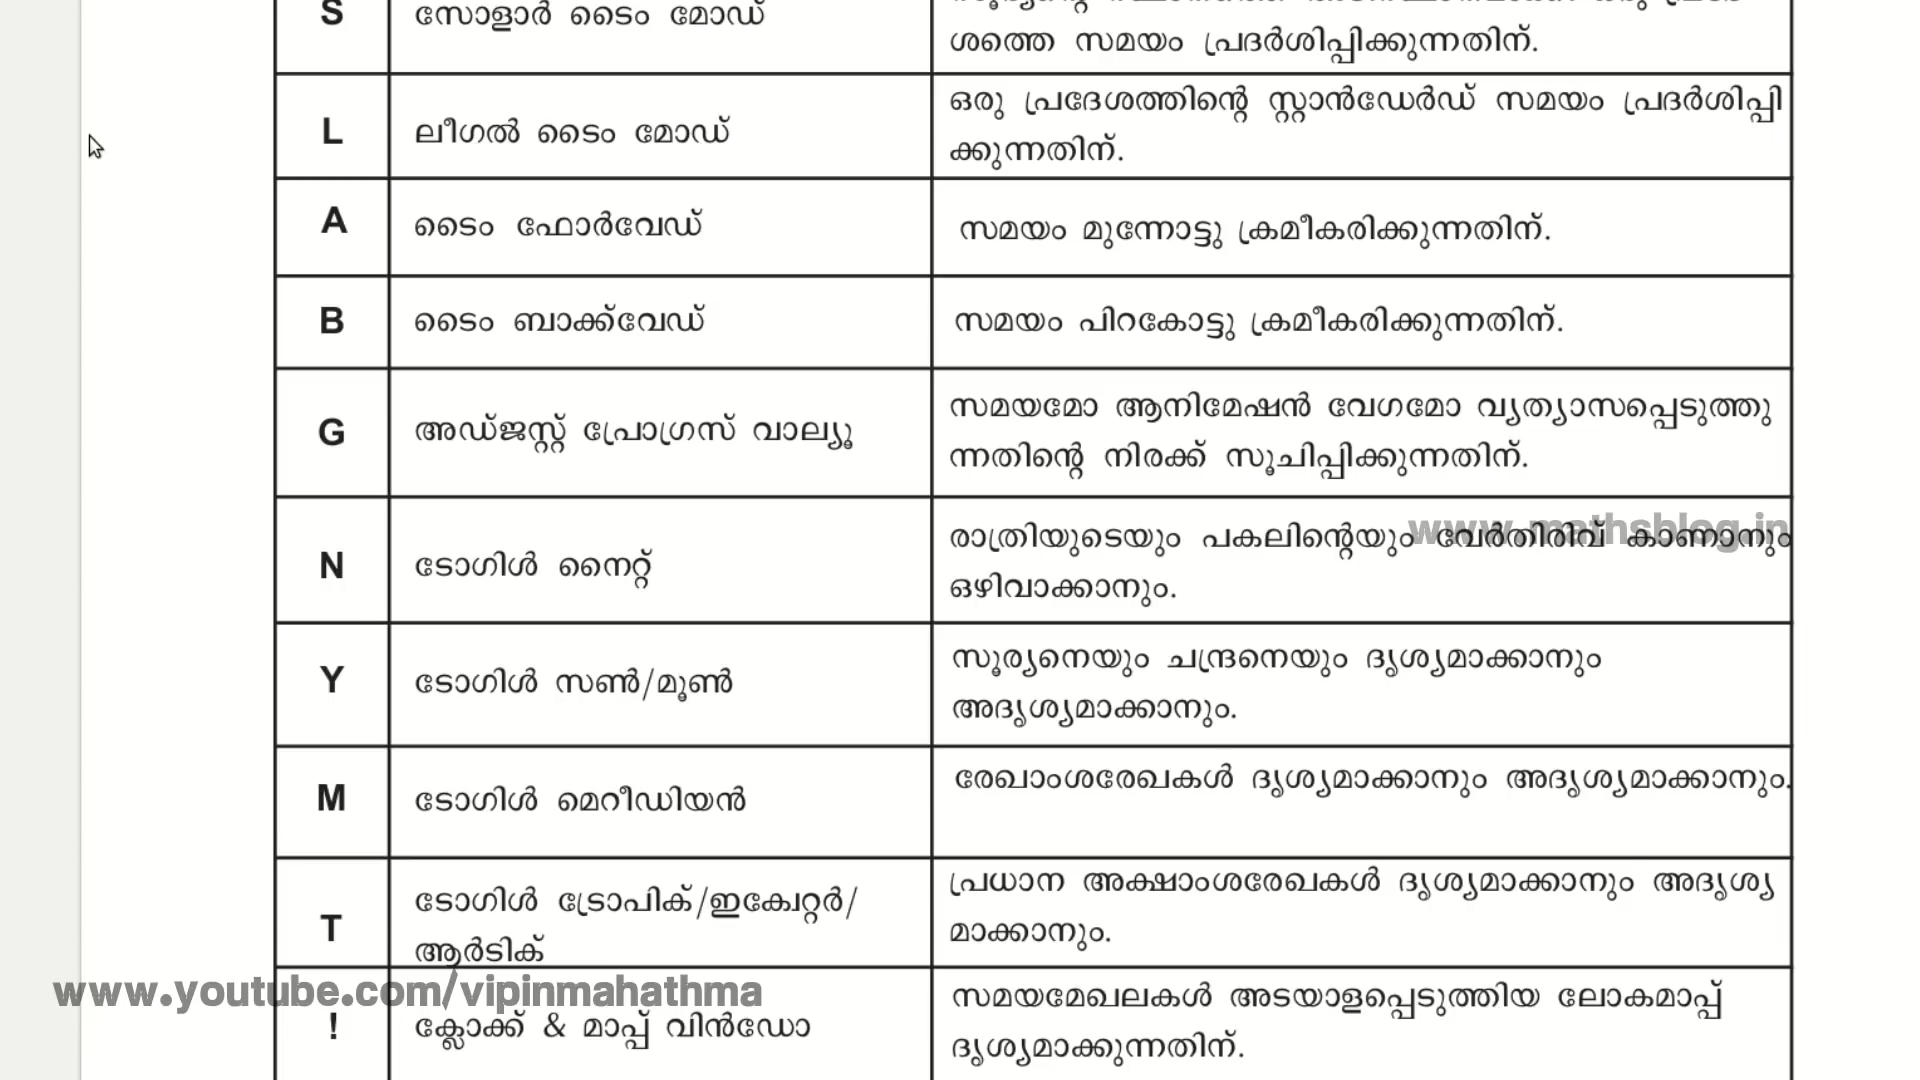 S
സോളാർ ടൈം മോഡ്
ശത്തെ സമയം പ്രദർശിപ്പിക്കുന്നതിന്.
L
ലീഗൽ ടൈം മോഡ്
ഒരു പ്രദേശത്തിന്റെ സ്റ്റാൻഡേർഡ് സമയം പ്രദർശിപ്പി
ക്കുന്നതിന്.
A
ടൈം ഫോർവേഡ്
സമയം മുന്നോട്ടു ക്രമീകരിക്കുന്നതിന്.
B
ടൈം ബാക്ക്‌വേഡ്
സമയം പിറകോട്ടു ക്രമീകരിക്കുന്നതിന്.
G
അഡ്ജസ്റ്റ് പ്രോഗ്രസ് വാല്യൂ
സമയമോ ആനിമേഷൻ വേഗമോ വ്യത്യാസപ്പെടുത്തു
ന്നതിന്റെ നിരക്ക് സൂചിപ്പിക്കുന്നതിന്.
N
ടോഗിൾ നൈറ്റ്
www.mathsblog.in
രാത്രിയുടെയും പകലിന്റെയും വേർതിരിവ് കാണാനും
ഒഴിവാക്കാനും.
Y
ടോഗിൾ സൺ/മൂൺ
സൂര്യനെയും ചന്ദ്രനെയും ദൃശ്യമാക്കാനും
അദൃശ്യമാക്കാനും.
M
ടോഗിൾ മെറീഡിയൻ
രേഖാംശരേഖകൾ ദൃശ്യമാക്കാനും അദൃശ്യമാക്കാനും.
T
ടോഗിൾ ട്രോപിക്/ഇക്വേറ്റർ/
ആർടിക്
പ്രധാന അക്ഷാംശരേഖകൾ ദൃശ്യമാക്കാനും അദൃശ്യ
മാക്കാനും.
www.youtube.com/vipinmahathma
!
ക്ലോക്ക് & മാപ്പ് വിൻഡോ
സമയമേഖലകൾ അടയാളപ്പെടുത്തിയ ലോകമാപ്പ്
ദൃശ്യമാക്കുന്നതിന്.